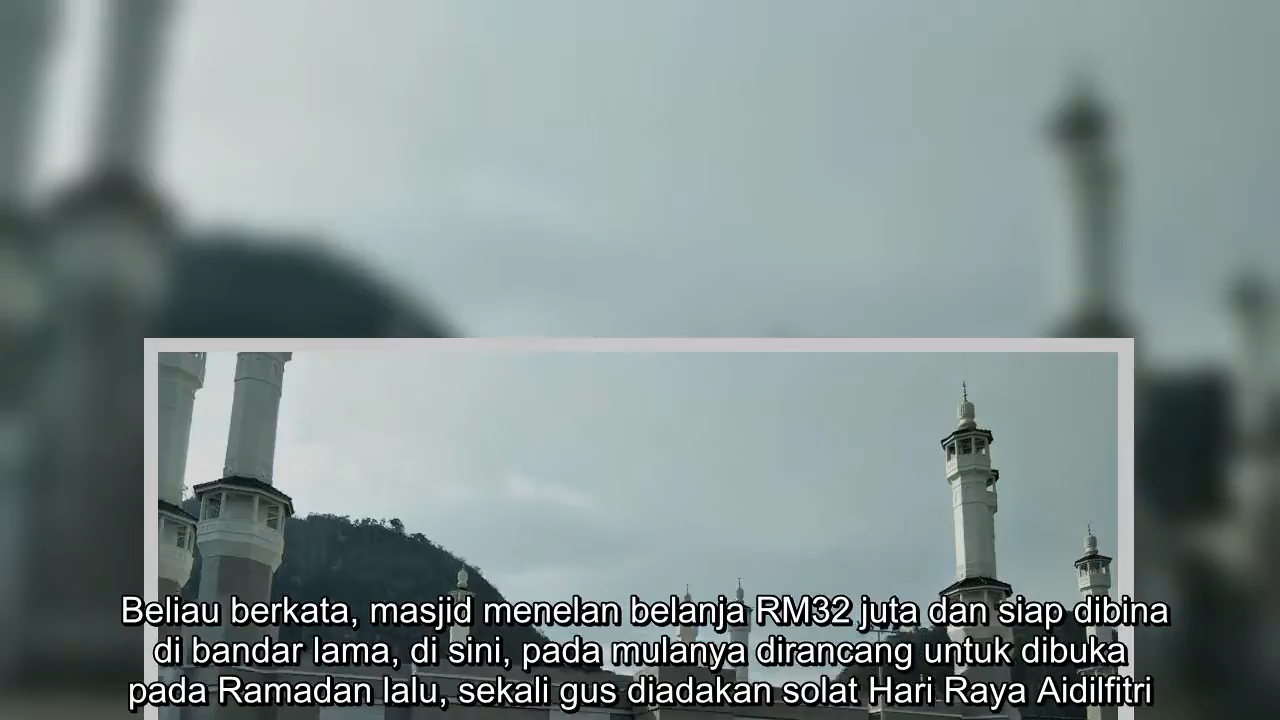 Beliau berkata, masjid menelan belanja RM32 juta dan siap dibina
di bandar lama, di sini, pada mulanya dirancang untuk dibuka
pada Ramadan lalu, sekali gus diadakan solat Hari Raya Aidilfitri